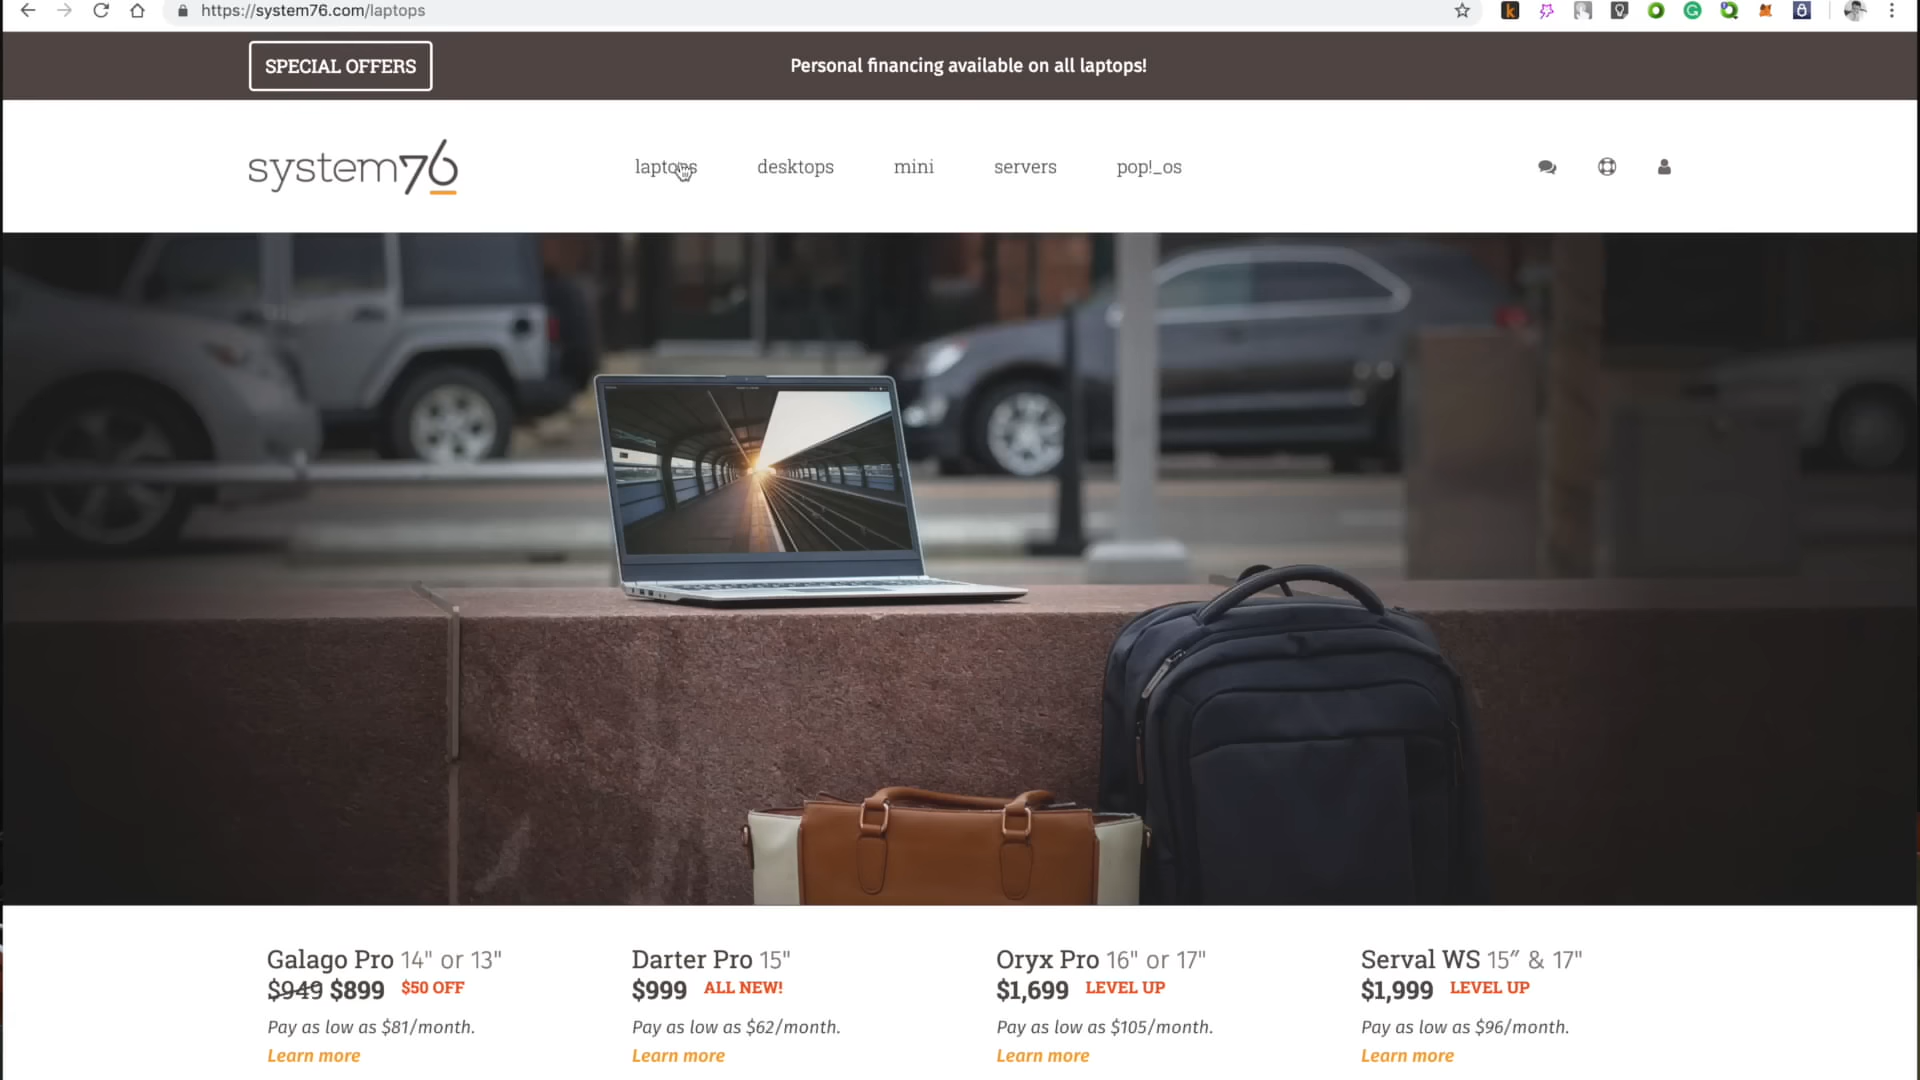 https://system76.com/laptops
SPECIAL OFFERS
Personal financing available on all laptops!
system76
laptops
desktops
mini
servers
pop!_os
Galago Pro 14" or 13"
$949 $899 $50 OFF
Pay as low as $81/month.
Learn more
Darter Pro 15"
$999 ALL NEW!
Pay as low as $62/month.
Learn more
Oryx Pro 16" or 17"
$1,699 LEVEL UP
Pay as low as $105/month.
Learn more
Serval WS 15″ & 17"
$1,999 LEVEL UP
Pay as low as $96/month.
Learn more